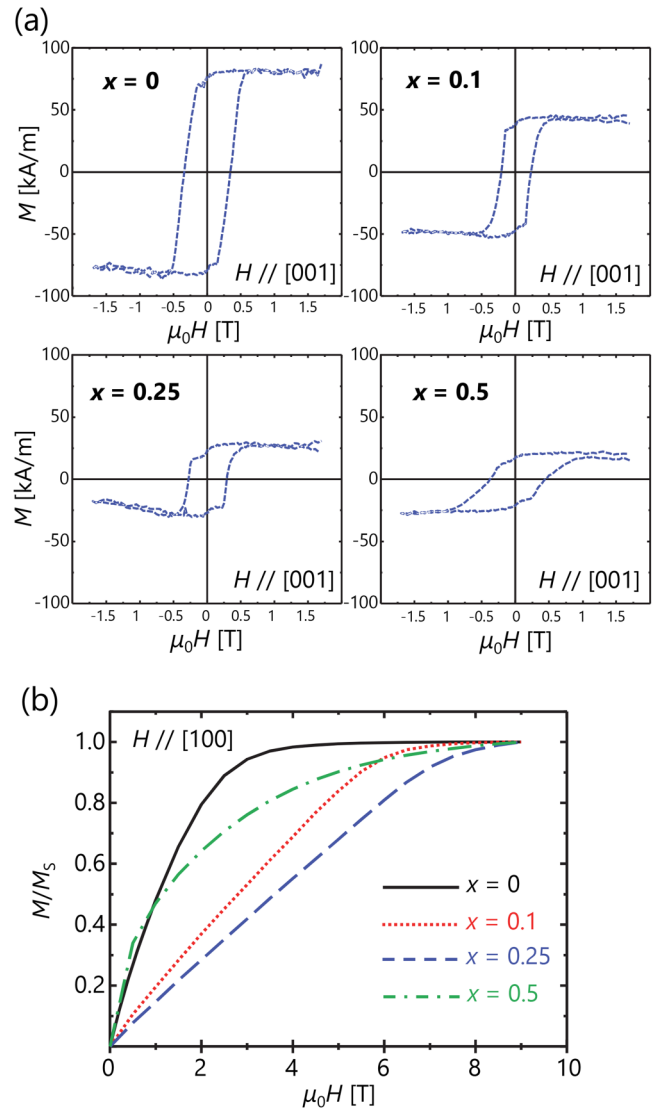 (a)
x = 0
x = 0.1
100
50
0
-50
-100
M [kA/m]
-1.5 1 -0.5 0 0.5 1 1.5
μ₀H [T]
H // [001]
100
50
0
-50
-100
-1.5 1 -0.5 0 0.5 1 1.5
μ₀H [T]
H // [001]
x = 0.25
x = 0.5
100
50
0
-50
-100
M [kA/m]
-1.5 1 -0.5 0 0.5 1 1.5
μ₀H [T]
H // [001]
100
50
0
-50
-100
-1.5 1 -0.5 0 0.5 1 1.5
μ₀H [T]
H // [001]
(b)
H // [100]
1.0
0.8
0.6
0.4
0.2
M/Mₛ
x = 0
x = 0.1
x = 0.25
x = 0.5
0 2 4 6 8 10
μ₀H [T]